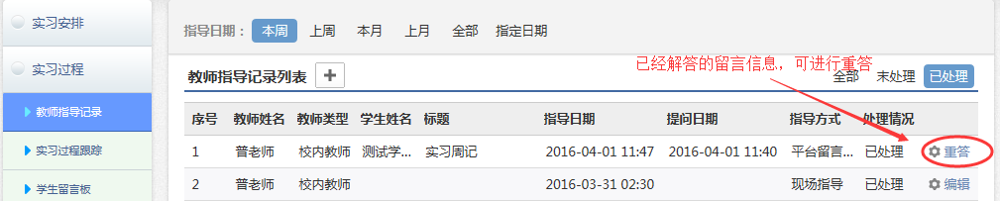 实习安排
实习过程
教师指导记录
实习过程跟踪
学生留言板
指导日期： 本周 上周 本月 上月 全部 指定日期
已经解答的留言信息，可进行重答
教师指导记录列表 + 全部 未处理 已处理
序号 教师姓名 教师类型 学生姓名 标题 指导日期 提问日期 指导方式 处理情况
1 普老师 校内教师 测试学... 实习周记 2016-04-01 11:47 2016-04-01 11:40 平台留言... 已处理 重答
2 普老师 校内教师 2016-03-31 02:30 现场指导 已处理 编辑